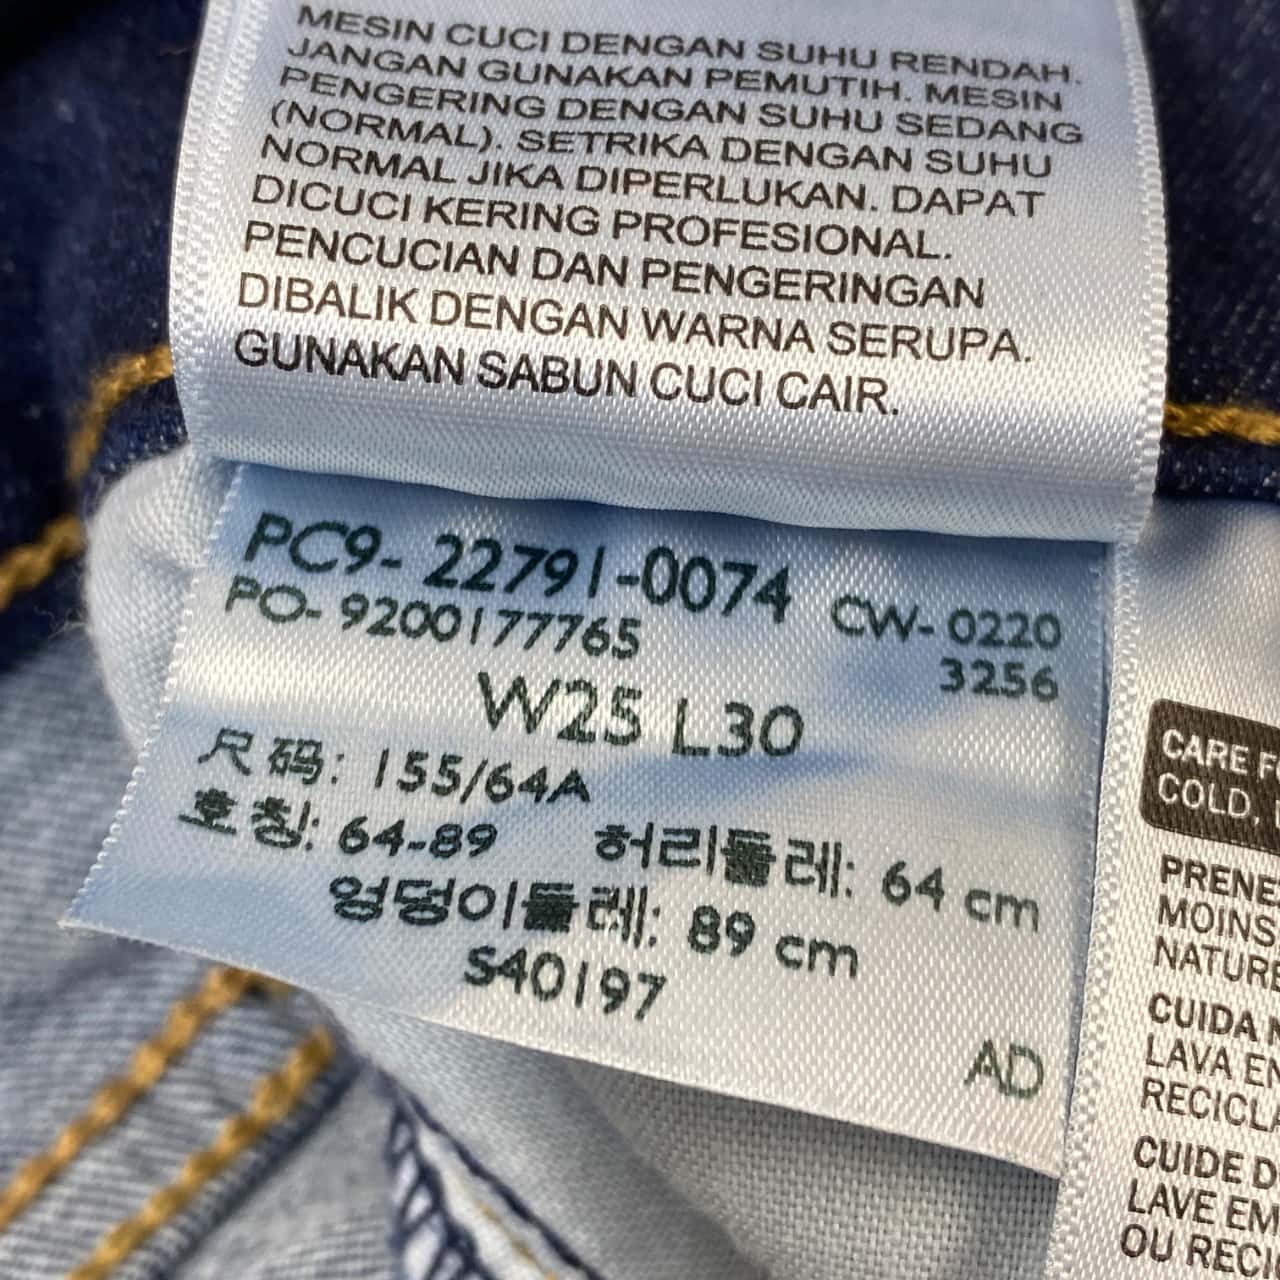 MESIN CUCI DENGAN SUHU RENDAH.
JANGAN GUNAKAN PEMUTIH. MESIN
PENGERING DENGAN SUHU SEDANG
(NORMAL). SETRIKA DENGAN SUHU
NORMAL JIKA DIPERLUKAN. DAPAT
DICUCI KERING PROFESIONAL.
PENCUCIAN DAN PENGERINGAN
DIBALIK DENGAN WARNA SERUPA.
GUNAKAN SABUN CUCI CAIR.
PC9- 22791-0074 CW- 0220
PO- 9200177765 3256
W25 L30
尺码: 155/64A
호칭: 64-89 허리둘레: 64 cm
엉덩이둘레: 89 cm
S40197
AD
CARE
COLD,
PRENE
MOINS
NATURE
CUIDA
LAVA EN
RECICLA
CUIDE D
LAVE EM
OU RECI